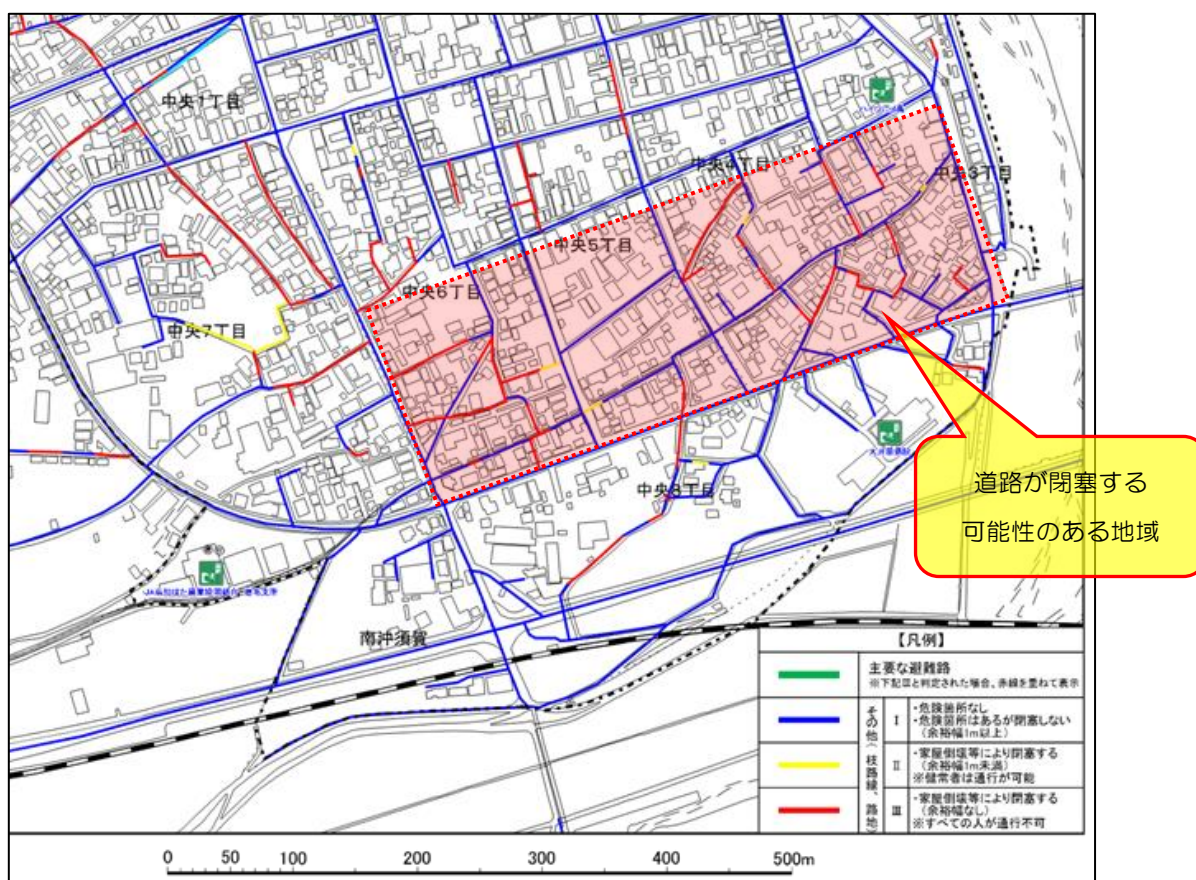 中央1丁目
中央4丁目
中央3丁目
中央5丁目
中央6丁目
中央7丁目
道路が閉塞する
可能性のある地域
中央8丁目
南沖須賀
【凡例】
主要な避難路
※下記Ⅲと判定された場合、赤線を重ねて表示
その他(枝路線、路地)
Ⅰ
・危険箇所なし
・危険箇所はあるが閉塞しない
(余裕幅1m以上)
Ⅱ
・家屋倒壊等により閉塞する
(余裕幅1m未満)
※健常者は通行が可能
Ⅲ
・家屋倒壊等により閉塞する
(余裕幅なし)
※すべての人が通行不可
0 50 100 200 300 400 500m